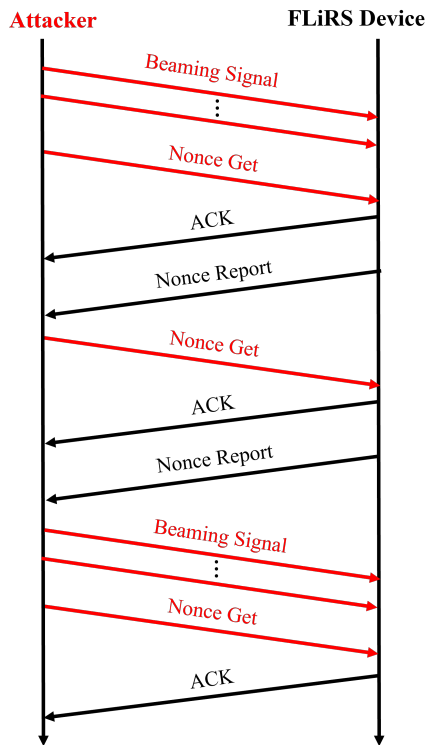 Attacker
FLiRS Device
Beaming Signal
Nonce Get
ACK
Nonce Report
Nonce Get
ACK
Nonce Report
Beaming Signal
Nonce Get
ACK